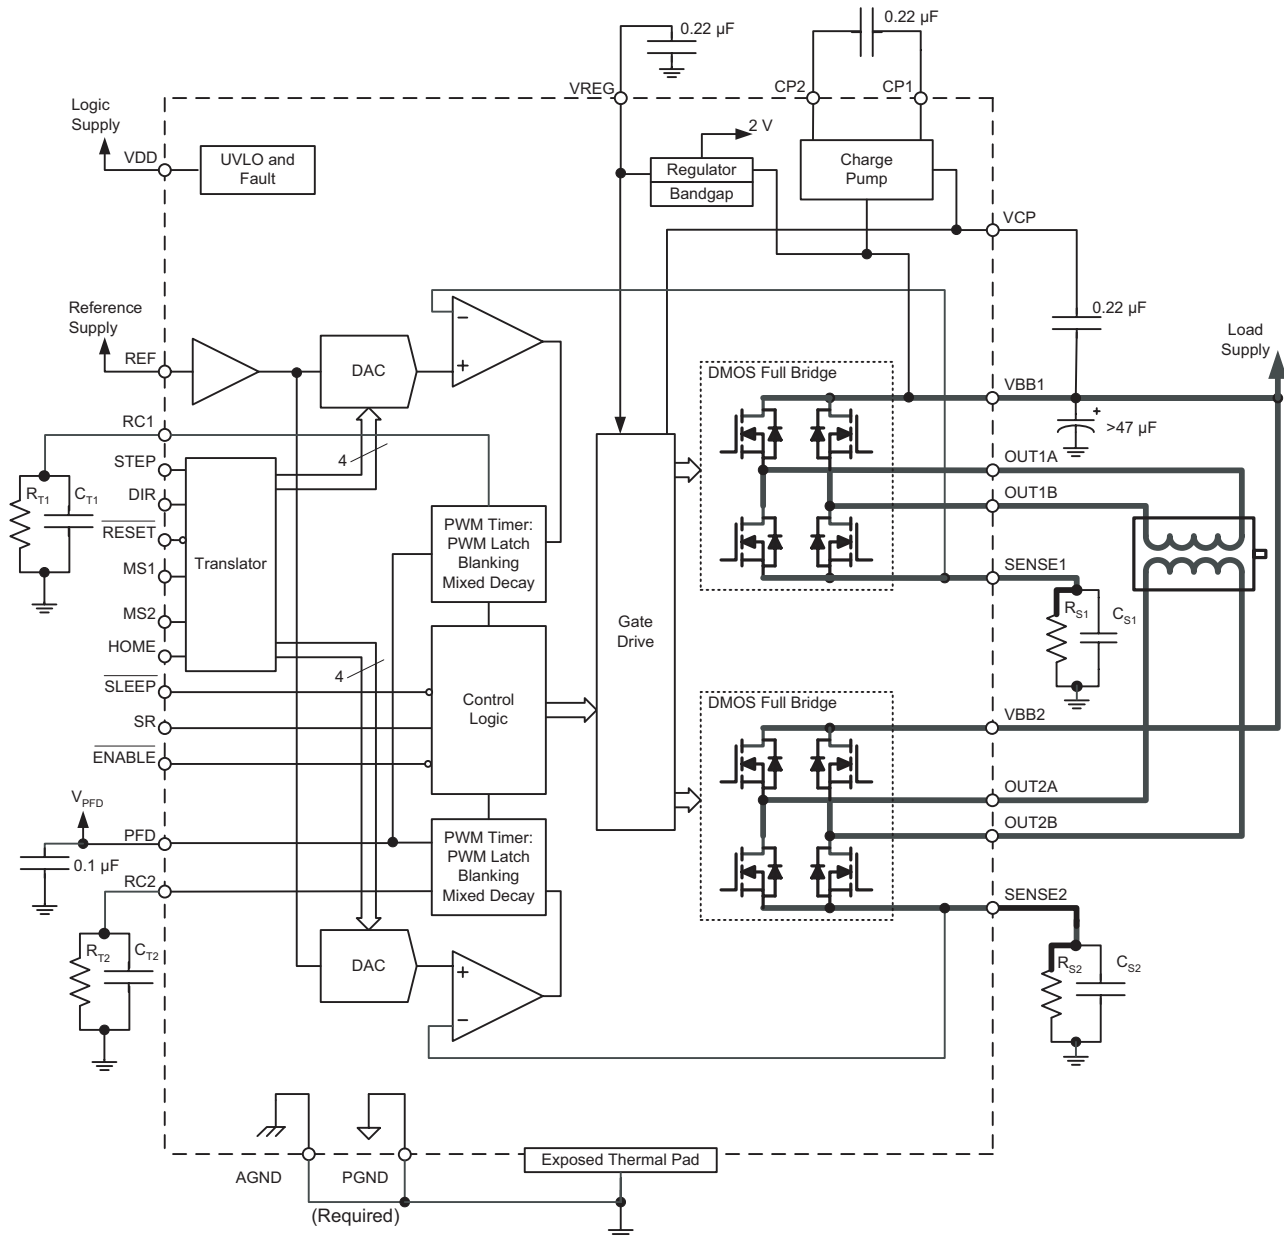 0.22 µF
0.22 µF
VREG
CP2
CP1
Logic
Supply
VDD
UVLO and
Fault
2 V
Regulator
Bandgap
Charge
Pump
VCP
Reference
Supply
REF
DAC
−
+
0.22 µF
Load
Supply
DMOS Full Bridge
VBB1
+
>47 µF
RC1
4
STEP
OUT1A
RT1
CT1
DIR
OUT1B
RESET
PWM Timer:
PWM Latch
Blanking
Mixed Decay
Translator
MS1
SENSE1
MS2
RS1
CS1
Gate
Drive
HOME
4
SLEEP
Control
Logic
DMOS Full Bridge
SR
VBB2
ENABLE
OUT2A
VPFD
PFD
OUT2B
0.1 µF
PWM Timer:
PWM Latch
Blanking
Mixed Decay
RC2
SENSE2
RT2
CT2
DAC
+
−
RS2
CS2
AGND
PGND
Exposed Thermal Pad
(Required)